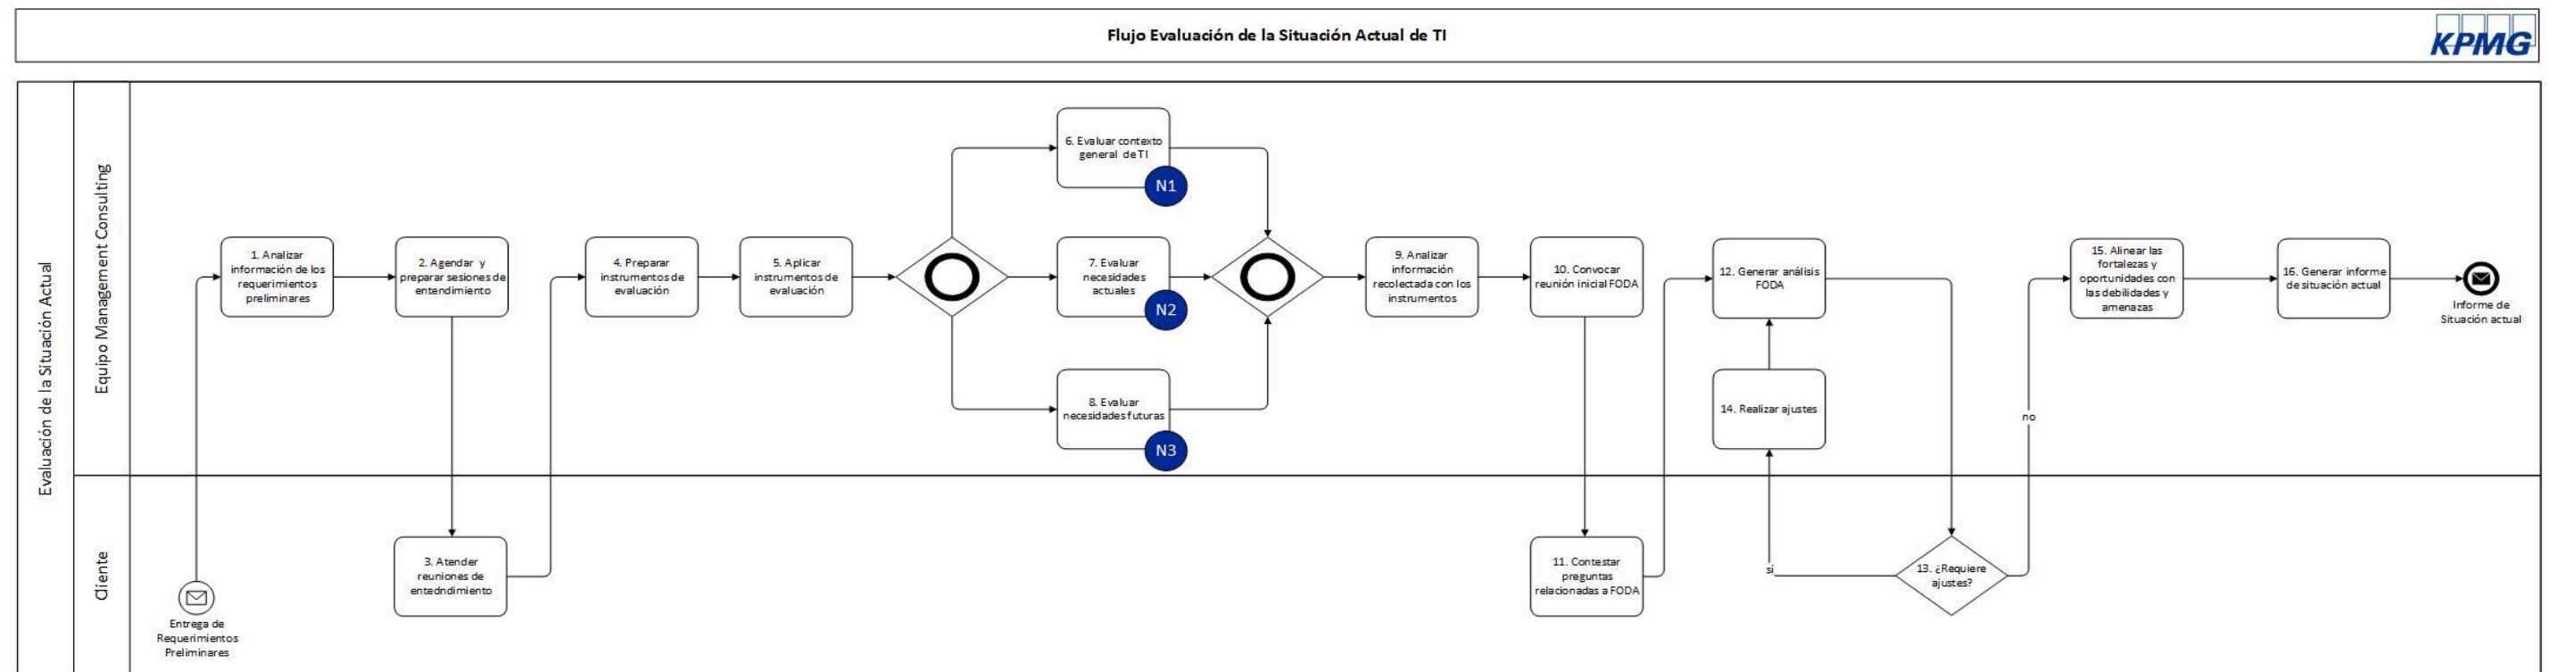 Flujo Evaluación de la Situación Actual de TI
KPMG
Evaluación de la Situación Actual
Equipo Management Consulting
Cliente
Entrega de
Requerimientos
Preliminares
1. Analizar
información de los
requerimientos
preliminares
2. Agendar y
preparar sesiones de
entendimiento
3. Atender
reuniones de
entedndimiento
4. Preparar
instrumentos de
evaluación
5. Aplicar
instrumentos de
evaluación
6. Evaluar contexto
general de TI
N1
7. Evaluar
necesidades
actuales
N2
8. Evaluar
necesidades futuras
N3
9. Analizar
información
recolectada con los
instrumentos
10. Convocar
reunión inicial FODA
11. Contestar
preguntas
relacionadas a FODA
12. Generar análisis
FODA
13. ¿Requiere
ajustes?
sí
14. Realizar ajustes
no
15. Alinear las
fortalezas y
oportunidades con
las debilidades y
amenazas
16. Generar informe
de situación actual
Informe de
Situación actual